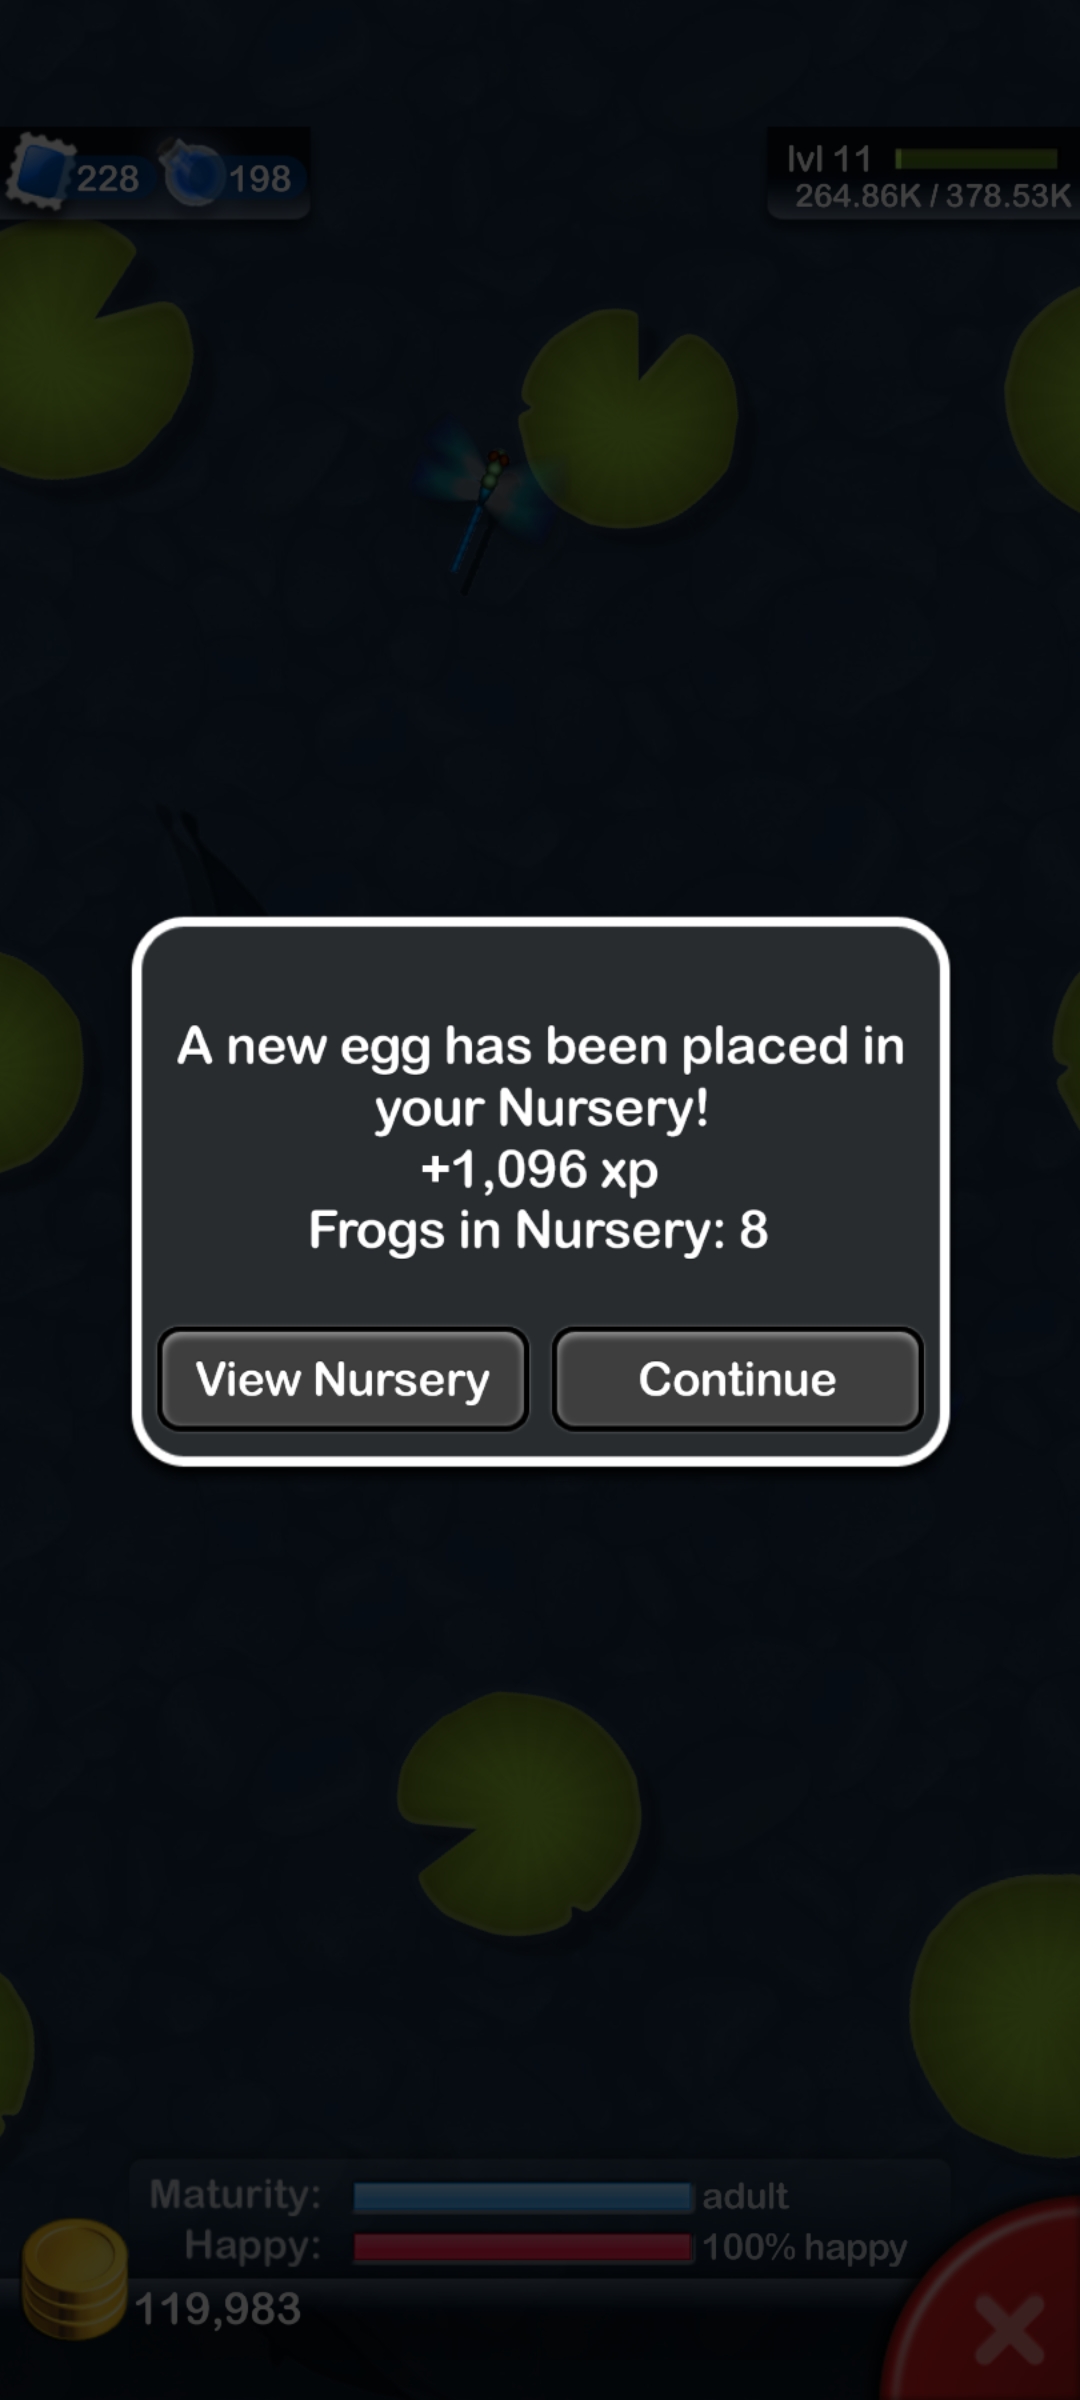 228
198
lvl 11
264.86K / 378.53K
A new egg has been placed in
your Nursery!
+1,096 xp
Frogs in Nursery: 8
View Nursery
Continue
Maturity:
adult
Happy:
100% happy
119,983